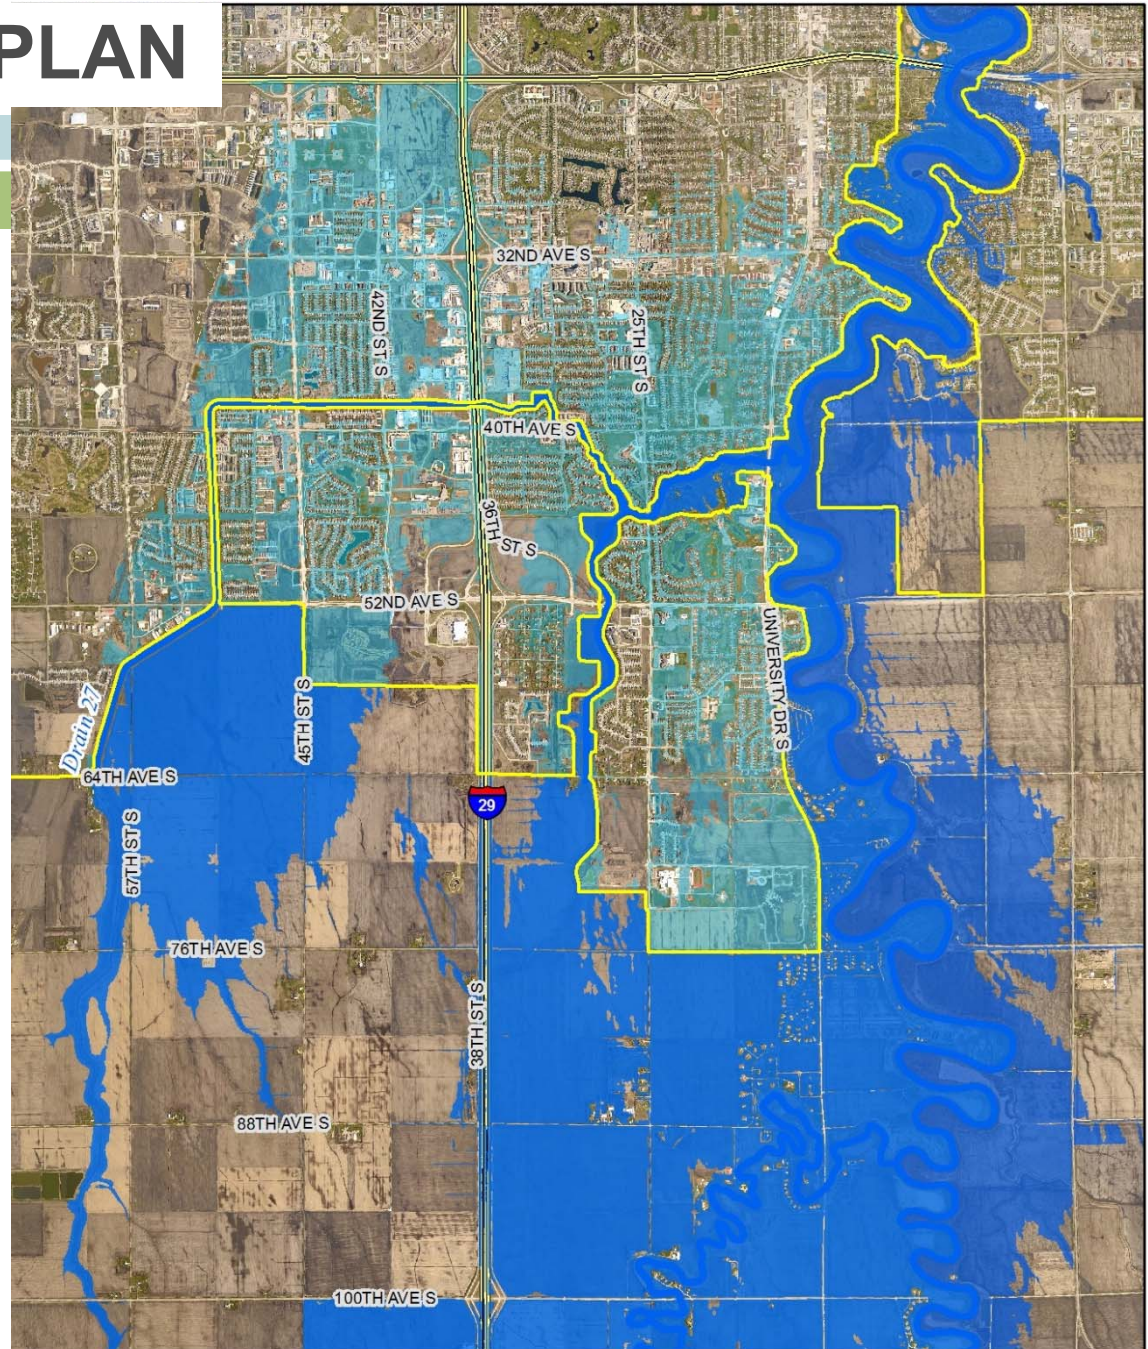 PLAN
32ND AVE S
42ND ST S
25TH ST S
40TH AVE S
36TH ST S
52ND AVE S
UNIVERSITY DR S
45TH ST S
Drain 27
64TH AVE S
29
57TH ST S
76TH AVE S
38TH ST S
88TH AVE S
100TH AVE S